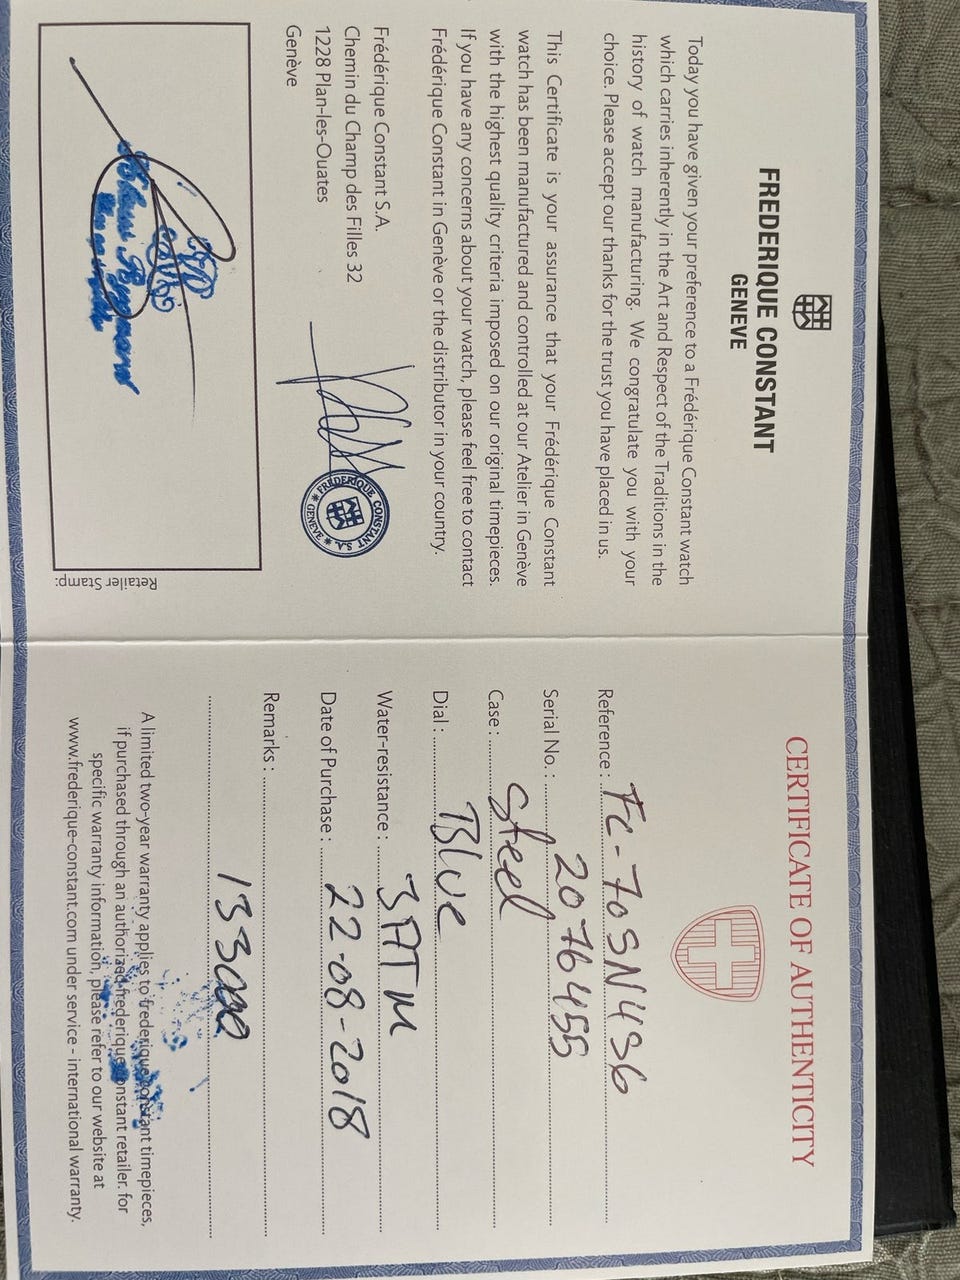 FREDERIQUE CONSTANT
GENEVE
Today you have given your preference to a Frédérique Constant watch
which carries inherently in the Art and Respect of the Traditions in the
history of watch manufacturing. We congratulate you with your
choice. Please accept our thanks for the trust you have placed in us.
This Certificate is your assurance that your Frédérique Constant
watch has been manufactured and controlled at our Atelier in Genève
with the highest quality criteria imposed on our original timepieces.
If you have any concerns about your watch, please feel free to contact
Frédérique Constant in Genève or the distributor in your country.
Frédérique Constant S.A.
Chemin du Champ des Filles 32
1228 Plan-les-Ouates
Genève
FRÉDÉRIQUE CONSTANT S.A. * GENÈVE *
Retailer Stamp:
CERTIFICATE OF AUTHENTICITY
Reference : FC-705N4S6
Serial No. : 2076455
Case : Steel
Dial : Blue
Water-resistance : 3ATM
Date of Purchase : 22-08-2018
Remarks :
A limited two-year warranty applies to frederique constant timepieces,
if purchased through an authorized frederique constant retailer. for
specific warranty information, please refer to our website at
www.frederique-constant.com under service - international warranty.